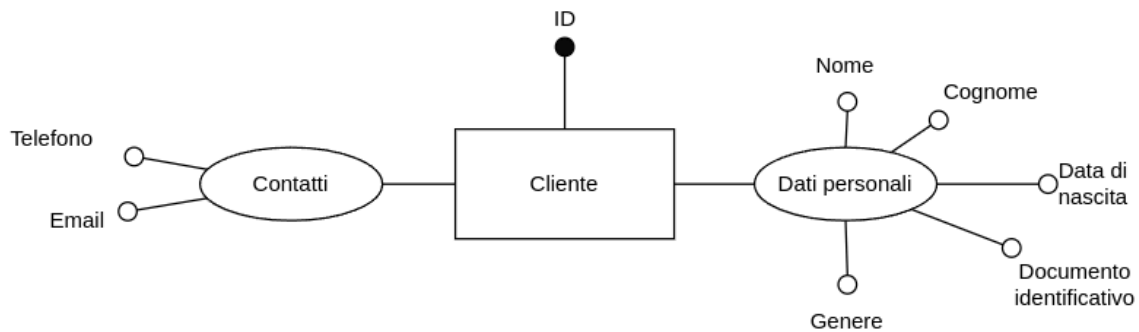 ID
Nome
Cognome
Telefono
Contatti
Cliente
Dati personali
Data di
nascita
Email
Documento
identificativo
Genere